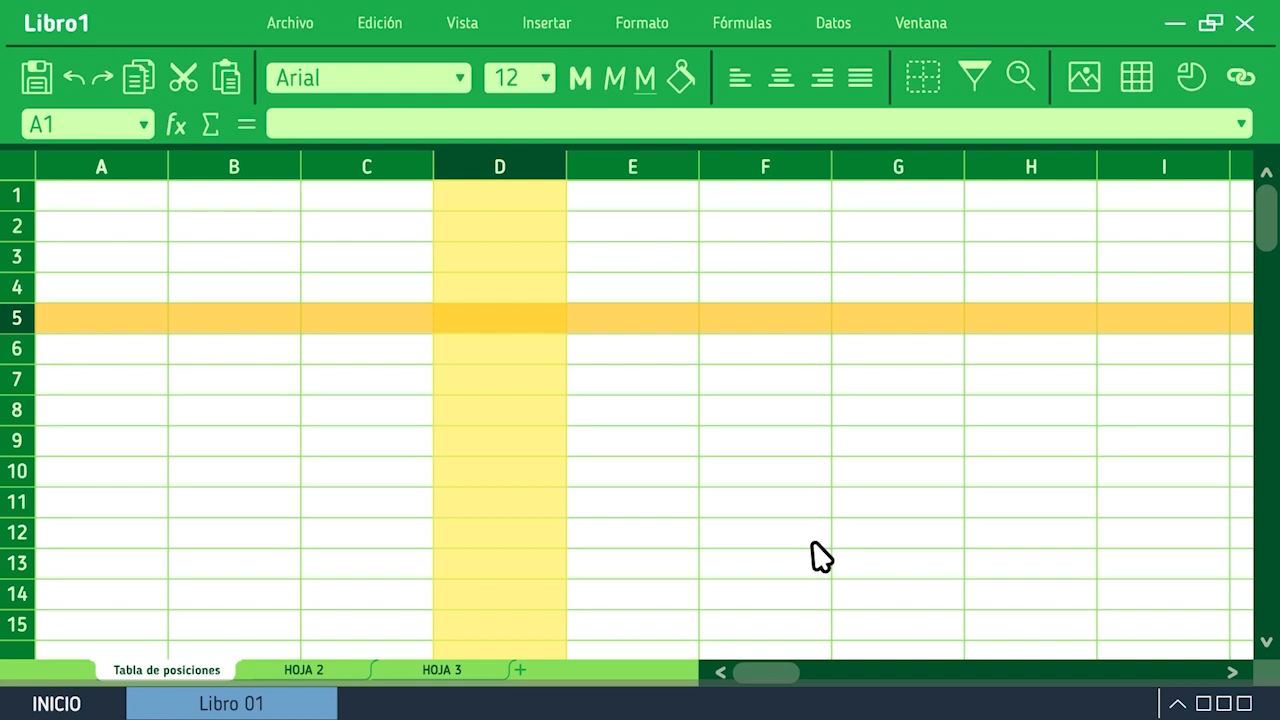 Libro1 Archivo Edición Vista Insertar Formato Fórmulas Datos Ventana
Arial 12 M M M
A1 fx Σ =
A B C D E F G H I
1
2
3
4
5
6
7
8
9
10
11
12
13
14
15
Tabla de posiciones HOJA 2 HOJA 3 +
INICIO Libro 01